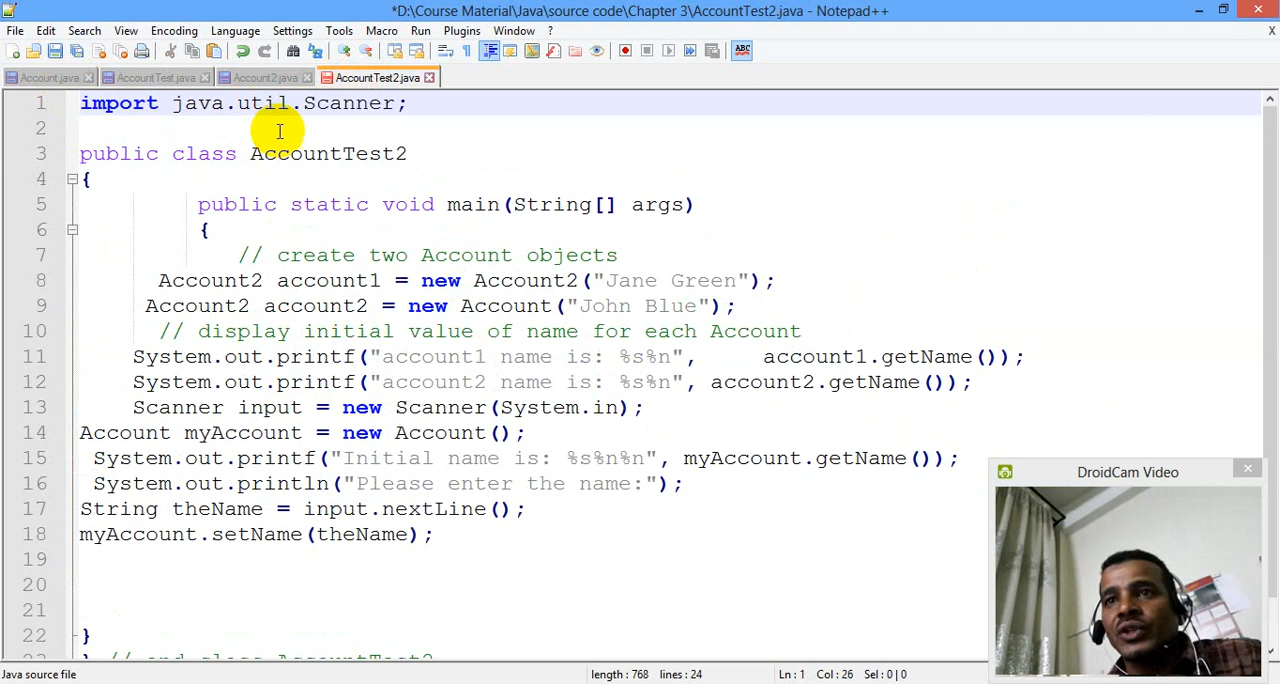 *D:\Course Material\Java\source code\Chapter 3\AccountTest2.java - Notepad++
File Edit Search View Encoding Language Settings Tools Macro Run Plugins Window ? X
ABC
Account.java AccountTest.java Account2.java AccountTest2.java
1 import java.util.Scanner;
2
3 public class AccountTest2
4 {
5 public static void main(String[] args)
6 {
7 // create two Account objects
8 Account2 account1 = new Account2("Jane Green");
9 Account2 account2 = new Account("John Blue");
10 // display initial value of name for each Account
11 System.out.printf("account1 name is: %s%n", account1.getName());
12 System.out.printf("account2 name is: %s%n", account2.getName());
13 Scanner input = new Scanner(System.in);
14 Account myAccount = new Account();
15 System.out.printf("Initial name is: %s%n%n", myAccount.getName());
16 System.out.println("Please enter the name:");
17 String theName = input.nextLine();
18 myAccount.setName(theName);
19
20
21
22 }
23 } // end class AccountTest2
DroidCam Video
Java source file length : 768 lines : 24 Ln : 1 Col : 26 Sel : 0 | 0